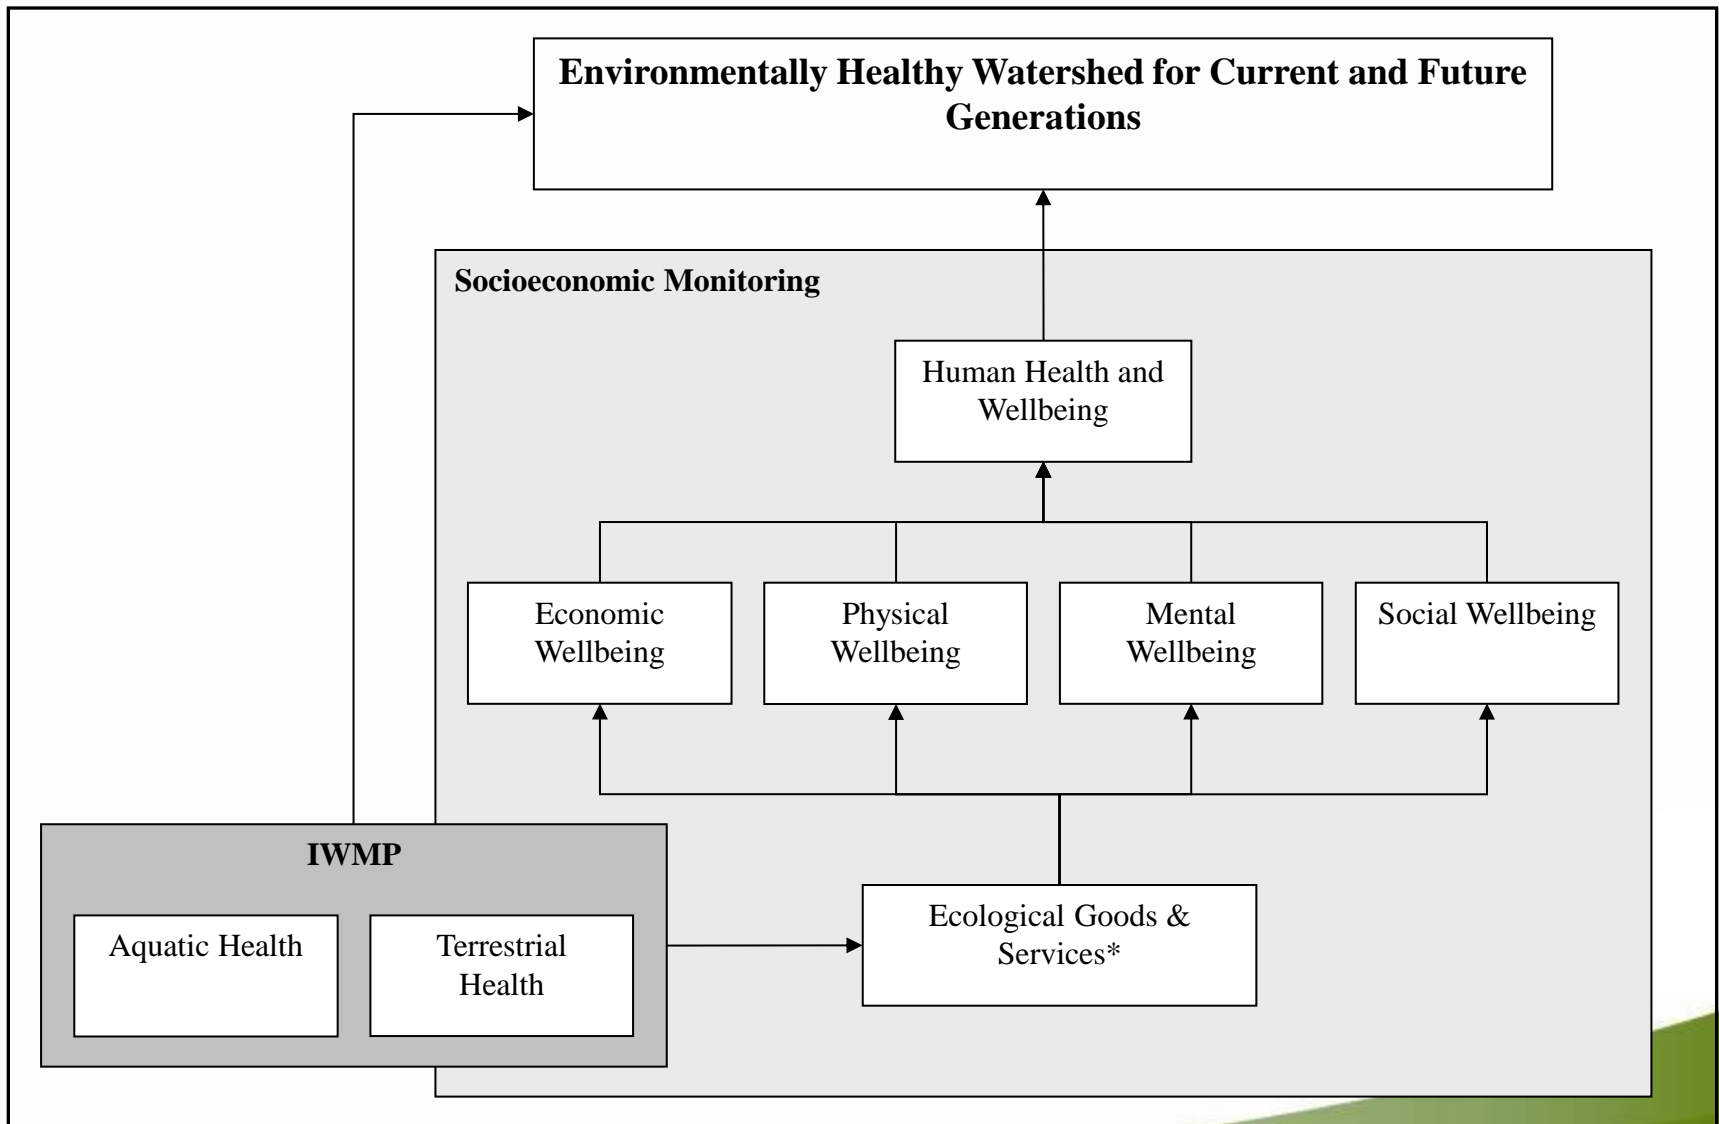 Environmentally Healthy Watershed for Current and Future
Generations
Socioeconomic Monitoring
Human Health and
Wellbeing
Economic
Wellbeing
Physical
Wellbeing
Mental
Wellbeing
Social Wellbeing
IWMP
Aquatic Health
Terrestrial
Health
Ecological Goods &
Services*